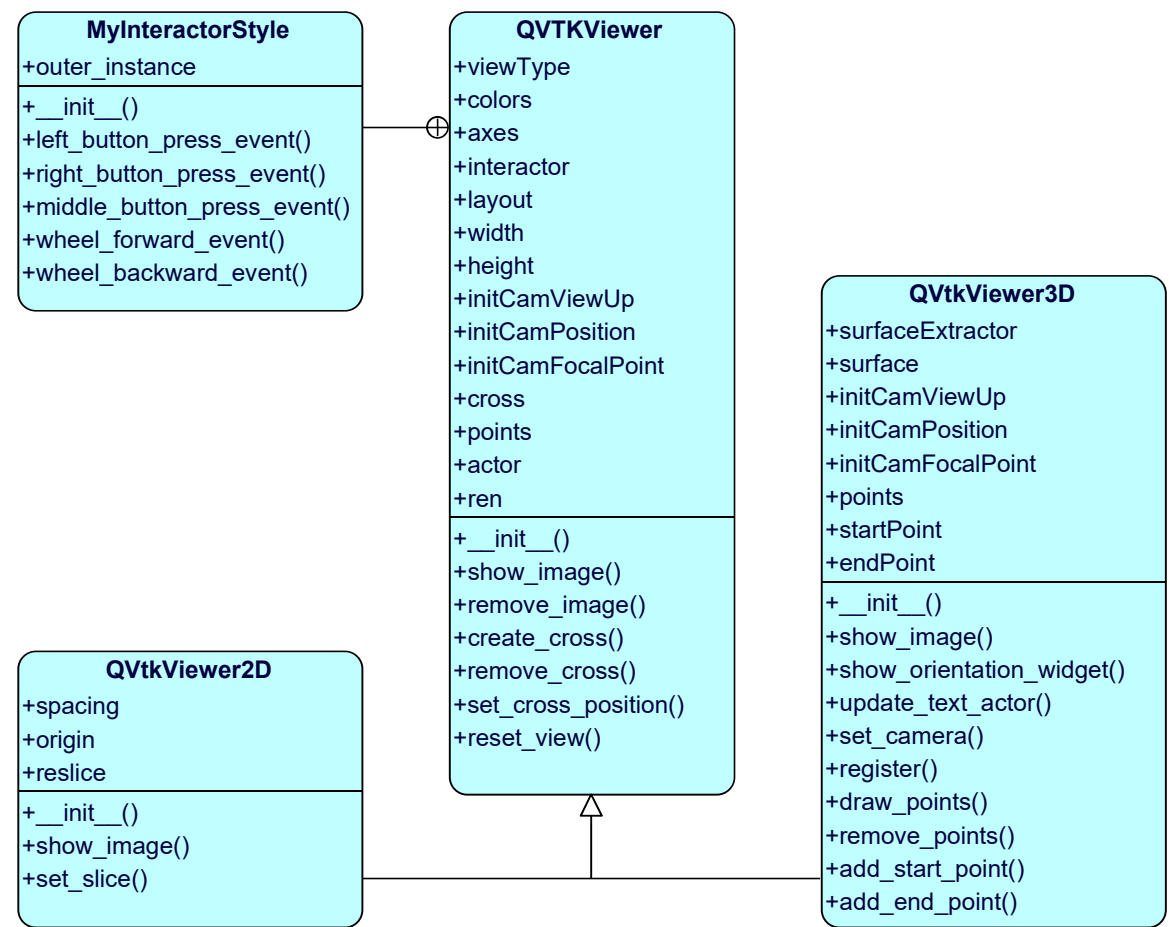 MyInteractorStyle
+outer_instance
+__init__()
+left_button_press_event()
+right_button_press_event()
+middle_button_press_event()
+wheel_forward_event()
+wheel_backward_event()
QVTKViewer
+viewType
+colors
+axes
+interactor
+layout
+width
+height
+initCamViewUp
+initCamPosition
+initCamFocalPoint
+cross
+points
+actor
+ren
+__init__()
+show_image()
+remove_image()
+create_cross()
+remove_cross()
+set_cross_position()
+reset_view()
QVtkViewer3D
+surfaceExtractor
+surface
+initCamViewUp
+initCamPosition
+initCamFocalPoint
+points
+startPoint
+endPoint
+__init__()
+show_image()
+show_orientation_widget()
+update_text_actor()
+set_camera()
+register()
+draw_points()
+remove_points()
+add_start_point()
+add_end_point()
QVtkViewer2D
+spacing
+origin
+reslice
+__init__()
+show_image()
+set_slice()